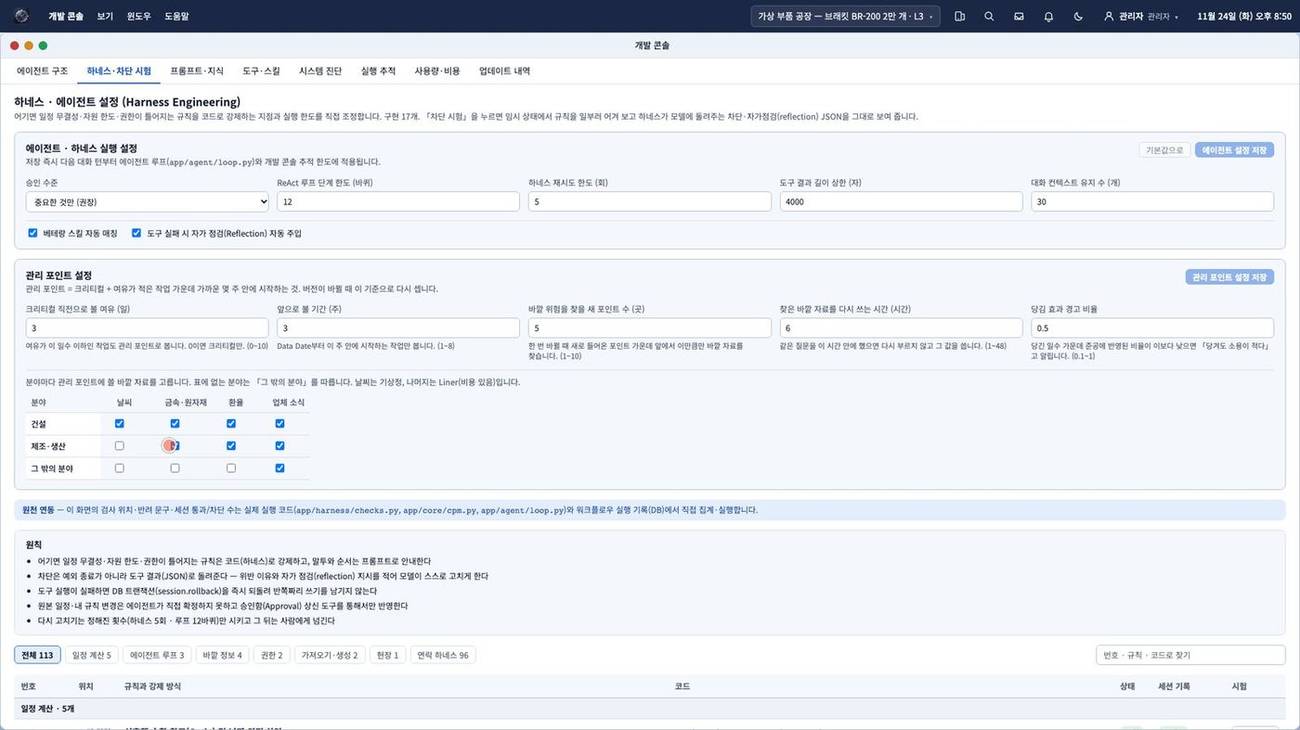 개발 콘솔 보기 윈도우 도움말 가상 부품 공장 — 브래킷 BR-200 2만 개 · L3 관리자 관리자 11월 24일 (화) 오후 8:50
개발 콘솔
에이전트 구조 하네스·차단 시험 프롬프트·지식 도구·스킬 시스템 진단 실행 추적 사용량·비용 업데이트 내역
하네스 · 에이전트 설정 (Harness Engineering)
어기면 일정 무결성·자원 한도·권한이 틀어지는 규칙을 코드로 강제하는 지점과 실행 한도를 직접 조정합니다. 구현 17개. 「차단 시험」을 누르면 임시 상태에서 규칙을 일부러 어겨 보고 하네스가 모델에 돌려주는 차단·자가점검(reflection) JSON을 그대로 보여 줍니다.
에이전트 · 하네스 실행 설정
저장 즉시 다음 대화 턴부터 에이전트 루프(app/agent/loop.py)와 개발 콘솔 추적 한도에 적용됩니다.
기본값으로 에이전트 설정 저장
승인 수준 ReAct 루프 단계 한도 (바퀴) 하네스 재시도 한도 (회) 도구 결과 길이 상한 (자) 대화 컨텍스트 유지 수 (개)
중요한 것만 (권장) 12 5 4000 30
베테랑 스킬 자동 매칭 도구 실패 시 자가 점검(Reflection) 자동 주입
관리 포인트 설정
관리 포인트 = 크리티컬 + 여유가 적은 작업 가운데 가까운 몇 주 안에 시작하는 것. 버전이 바뀔 때 이 기준으로 다시 셉니다.
관리 포인트 설정 저장
크리티컬 직전으로 볼 여유 (일) 앞으로 볼 기간 (주) 바깥 위험을 찾을 새 포인트 수 (곳) 찾은 바깥 자료를 다시 쓰는 시간 (시간) 당김 효과 경고 비율
3 3 5 6 0.5
여유가 이 일수 이하인 작업도 관리 포인트로 봅니다. 0이면 크리티컬만. (0~10) Data Date부터 이 주 안에 시작하는 작업만 봅니다. (1~8) 한 번 바뀔 때 새로 들어온 포인트 가운데 앞에서 이만큼만 바깥 자료를 찾습니다. (1~10) 같은 질문을 이 시간 안에 했으면 다시 부르지 않고 그 값을 씁니다. (1~48) 당긴 일수 가운데 준공에 반영된 비율이 이보다 낮으면 「당겨도 소용이 적다」고 알립니다. (0.1~1)
분야마다 관리 포인트에 쓸 바깥 자료를 고릅니다. 표에 없는 분야는 「그 밖의 분야」를 따릅니다. 날씨는 기상청, 나머지는 Liner(비용 있음)입니다.
분야 날씨 금속·원자재 환율 업체 소식
건설
제조·생산
그 밖의 분야
원천 연동 — 이 화면의 검사 위치·반려 문구·세션 통과/차단 수는 실제 실행 코드(app/harness/checks.py, app/core/cpm.py, app/agent/loop.py)와 워크플로우 실행 기록(DB)에서 직접 집계·실행합니다.
원칙
어기면 일정 무결성·자원 한도·권한이 틀어지는 규칙은 코드(하네스)로 강제하고, 말투와 순서는 프롬프트로 안내한다
차단은 예외 종료가 아니라 도구 결과(JSON)로 돌려준다 — 위반 이유와 자가 점검(reflection) 지시를 적어 모델이 스스로 고치게 한다
도구 실행이 실패하면 DB 트랜잭션(session.rollback)을 즉시 되돌려 반쪽짜리 쓰기를 남기지 않는다
원본 일정·내 규칙 변경은 에이전트가 직접 확정하지 못하고 승인함(Approval) 상신 도구를 통해서만 반영한다
다시 고치기는 정해진 횟수(하네스 5회 · 루프 12바퀴)만 시키고 그 뒤는 사람에게 넘긴다
전체 113 일정 계산 5 에이전트 루프 3 바깥 정보 4 권한 2 가져오기·생성 2 현장 1 연락 하네스 96 번호 · 규칙 · 코드로 찾기
번호 위치 규칙과 강제 방식 코드 상태 세션 기록 시험
일정 계산 · 5개